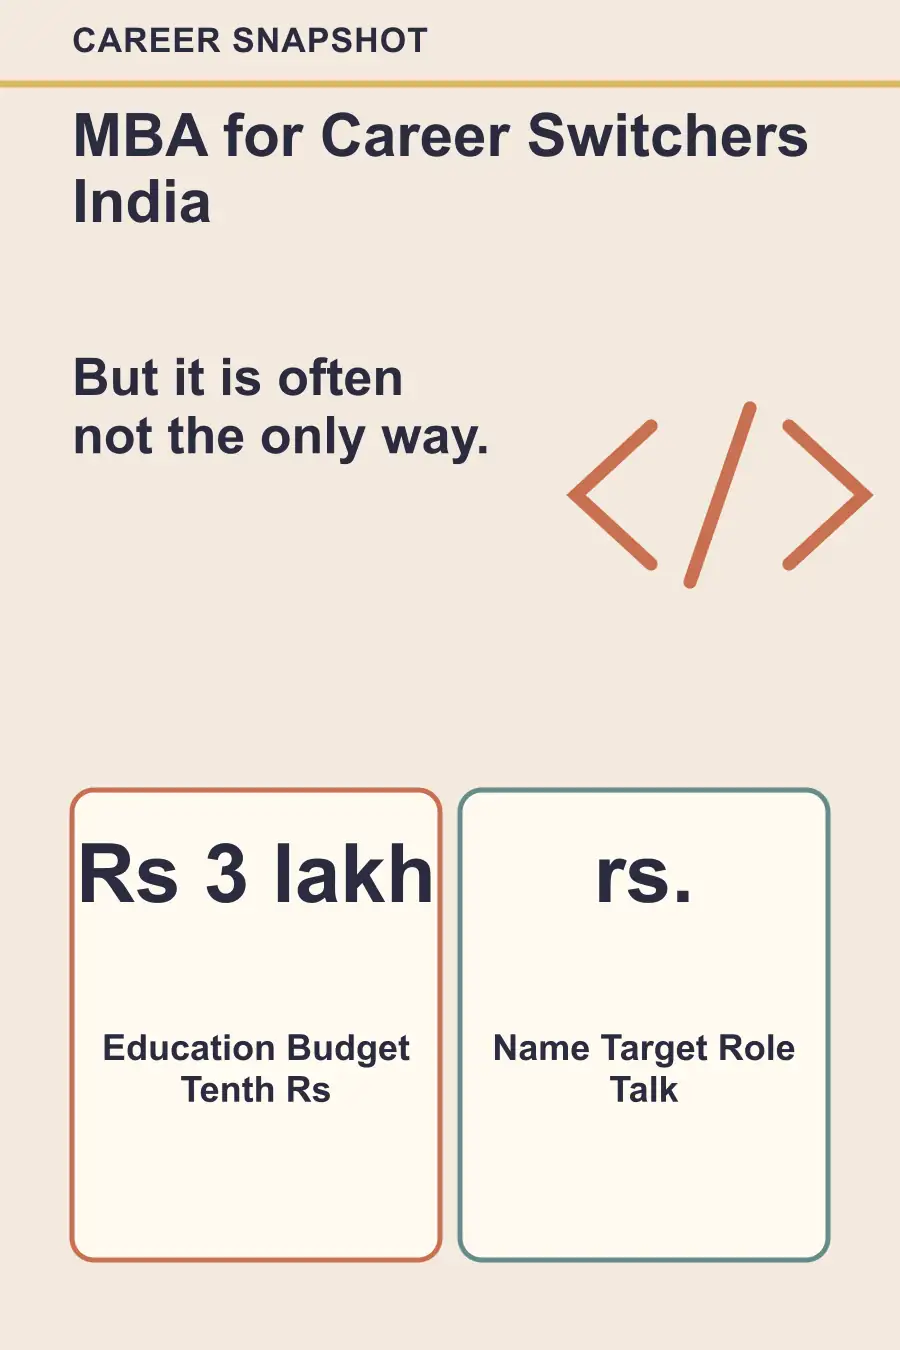 CAREER SNAPSHOT
MBA for Career Switchers
India
But it is often
not the only way.
</>
Rs 3 lakh
Education Budget
Tenth Rs
rs.
Name Target Role
Talk